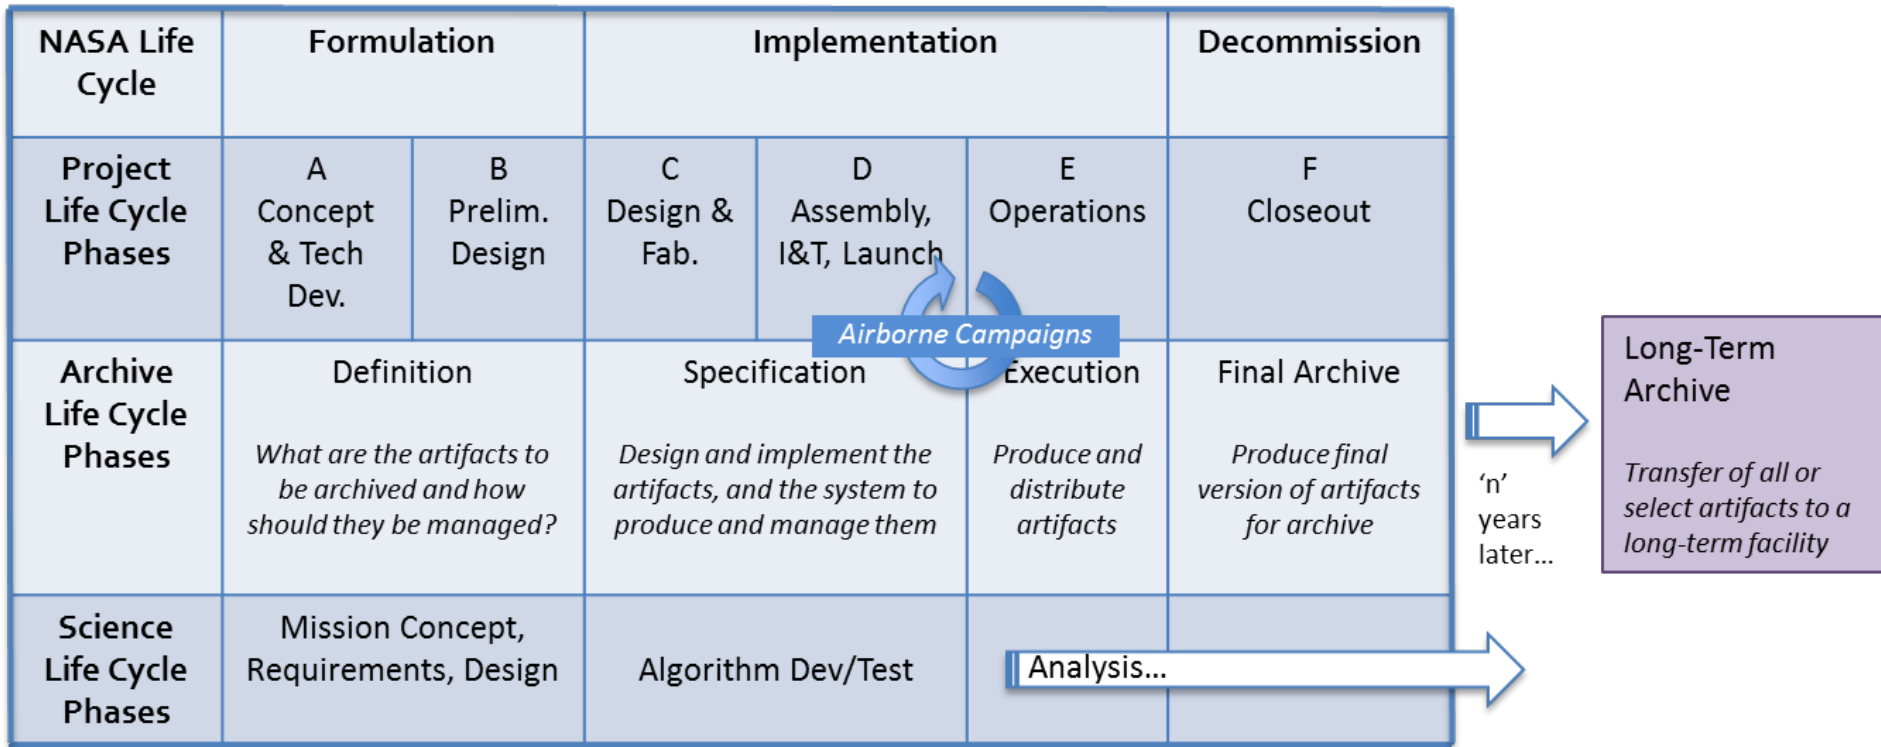 NASA Life
Cycle
Formulation
Implementation
Decommission
Project
Life Cycle
Phases
A
Concept
& Tech
Dev.
B
Prelim.
Design
C
Design &
Fab.
D
Assembly,
I&T, Launch
E
Operations
F
Closeout
Airborne Campaigns
Archive
Life Cycle
Phases
Definition
What are the artifacts to
be archived and how
should they be managed?
Specification
Design and implement the
artifacts, and the system to
produce and manage them
Execution
Produce and
distribute
artifacts
Final Archive
Produce final
version of artifacts
for archive
‘n’
years
later…
Long-Term
Archive
Transfer of all or
select artifacts to a
long-term facility
Science
Life Cycle
Phases
Mission Concept,
Requirements, Design
Algorithm Dev/Test
Analysis…